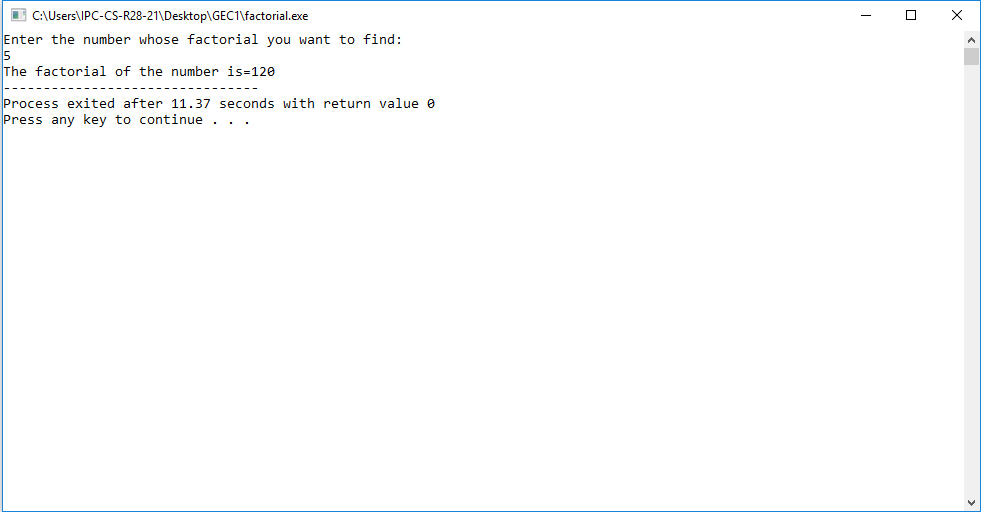 C:\Users\IPC-CS-R28-21\Desktop\GEC1\factorial.exe
Enter the number whose factorial you want to find:
5
The factorial of the number is=120
--------------------------------
Process exited after 11.37 seconds with return value 0
Press any key to continue . . .